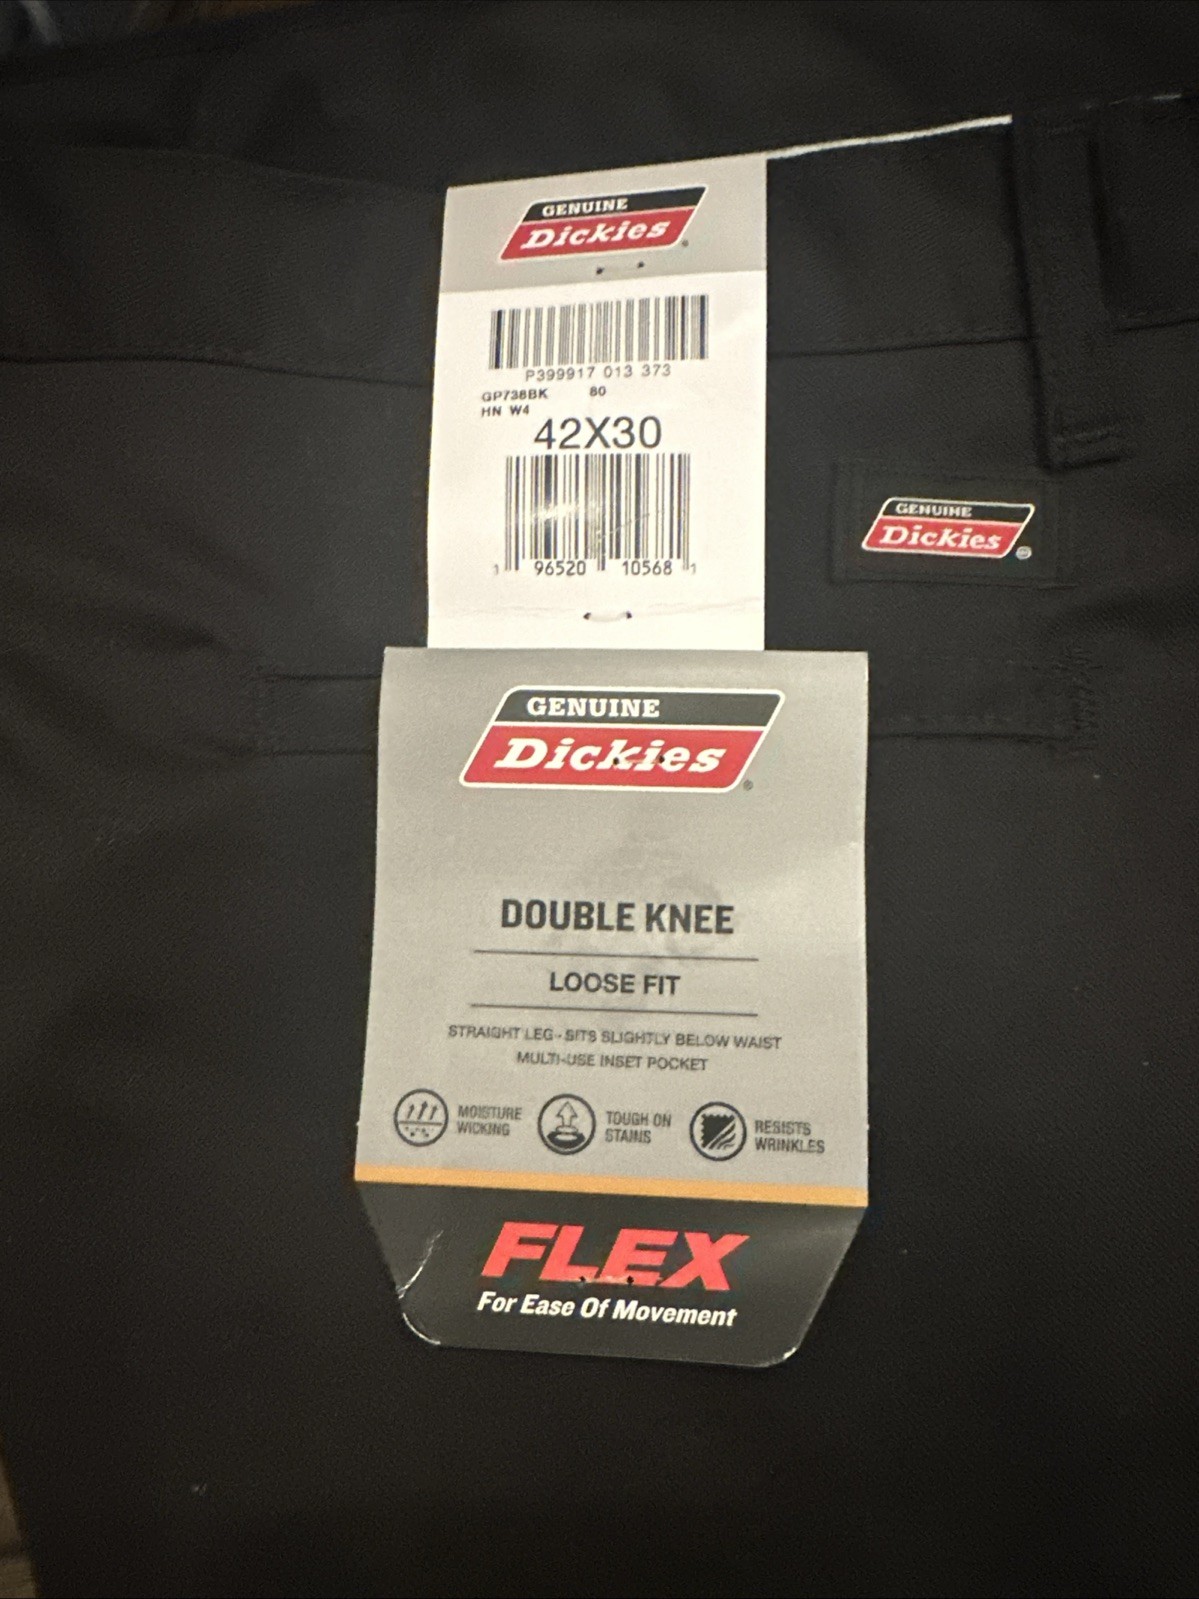 GENUINE
Dickies®
P399917 013 373
GP738BK 80
HN W4
42X30
1 96520 10568 1
GENUINE
Dickies®
GENUINE
Dickies®
DOUBLE KNEE
LOOSE FIT
STRAIGHT LEG - SITS SLIGHTLY BELOW WAIST
MULTI-USE INSET POCKET
MOISTURE
WICKING
TOUGH ON
STAINS
RESISTS
WRINKLES
FLEX
For Ease Of Movement